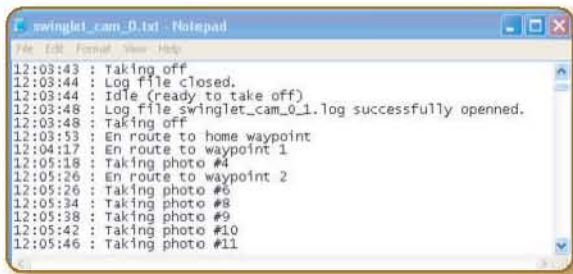 swinglet_cam_0.txt - Notepad
File Edit Format View Help
12:03:43 : Taking off
12:03:44 : Log file closed.
12:03:44 : Idle (ready to take off)
12:03:48 : Log file swinglet_cam_0_1.log successfully openned.
12:03:48 : Taking off
12:03:53 : En route to home waypoint
12:04:17 : En route to waypoint 1
12:05:18 : Taking photo #4
12:05:26 : En route to waypoint 2
12:05:26 : Taking photo #6
12:05:34 : Taking photo #8
12:05:38 : Taking photo #9
12:05:42 : Taking photo #10
12:05:46 : Taking photo #11